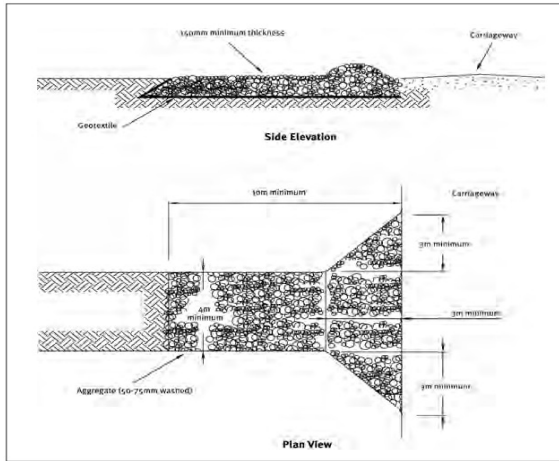 150mm minimum thickness
Carriageway
Geotextile
Side Elevation
10m minimum
Carriageway
3m minimum
4m
minimum
3m minimum
3m minimum
Aggregate (50-75mm washed)
Plan View